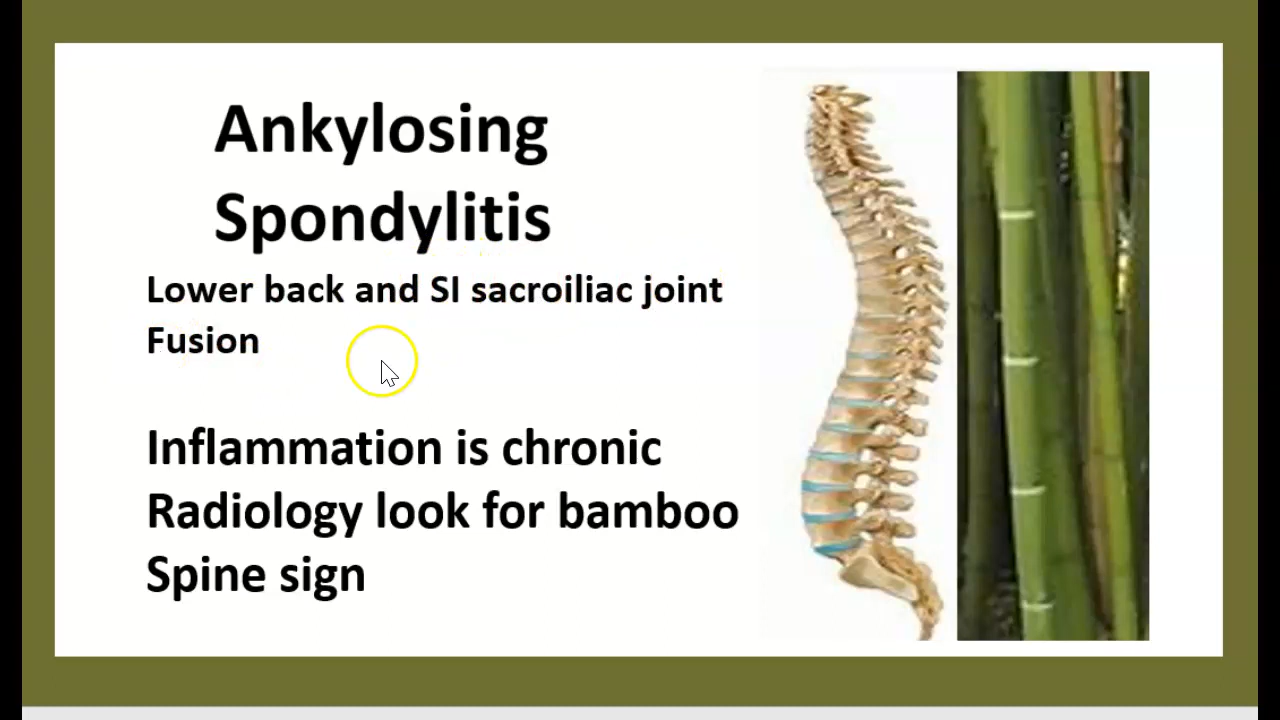 Ankylosing
Spondylitis
Lower back and SI sacroiliac joint
Fusion
Inflammation is chronic
Radiology look for bamboo
Spine sign